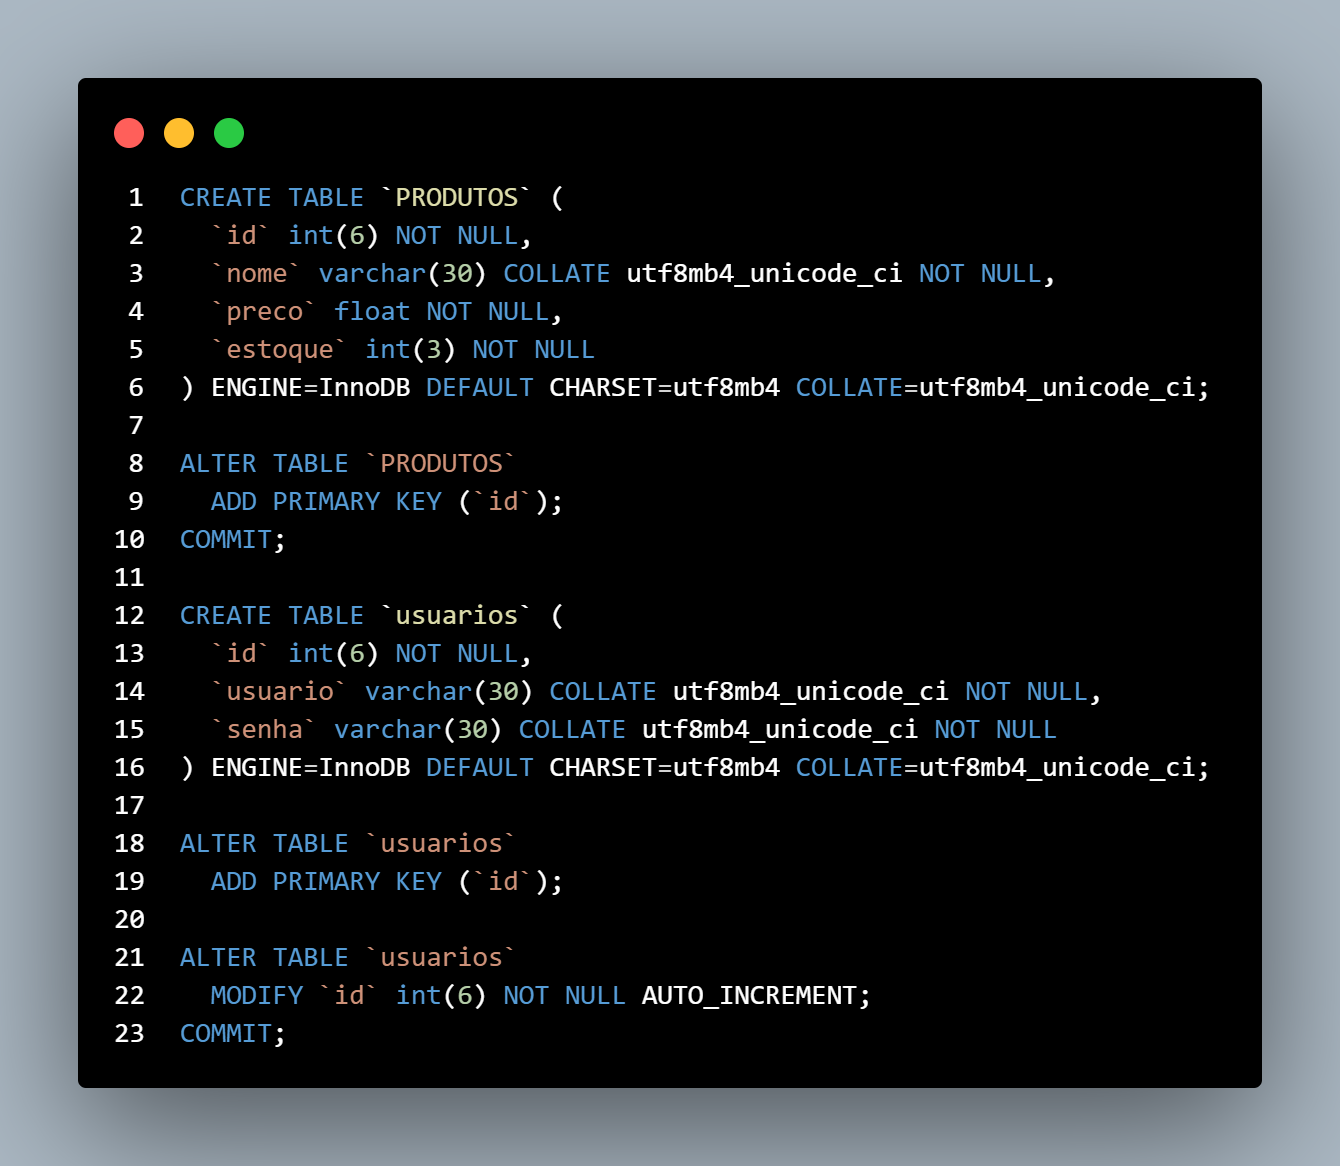 1 CREATE TABLE `PRODUTOS` (
2 `id` int(6) NOT NULL,
3 `nome` varchar(30) COLLATE utf8mb4_unicode_ci NOT NULL,
4 `preco` float NOT NULL,
5 `estoque` int(3) NOT NULL
6 ) ENGINE=InnoDB DEFAULT CHARSET=utf8mb4 COLLATE=utf8mb4_unicode_ci;
7
8 ALTER TABLE `PRODUTOS`
9 ADD PRIMARY KEY (`id`);
10 COMMIT;
11
12 CREATE TABLE `usuarios` (
13 `id` int(6) NOT NULL,
14 `usuario` varchar(30) COLLATE utf8mb4_unicode_ci NOT NULL,
15 `senha` varchar(30) COLLATE utf8mb4_unicode_ci NOT NULL
16 ) ENGINE=InnoDB DEFAULT CHARSET=utf8mb4 COLLATE=utf8mb4_unicode_ci;
17
18 ALTER TABLE `usuarios`
19 ADD PRIMARY KEY (`id`);
20
21 ALTER TABLE `usuarios`
22 MODIFY `id` int(6) NOT NULL AUTO_INCREMENT;
23 COMMIT;